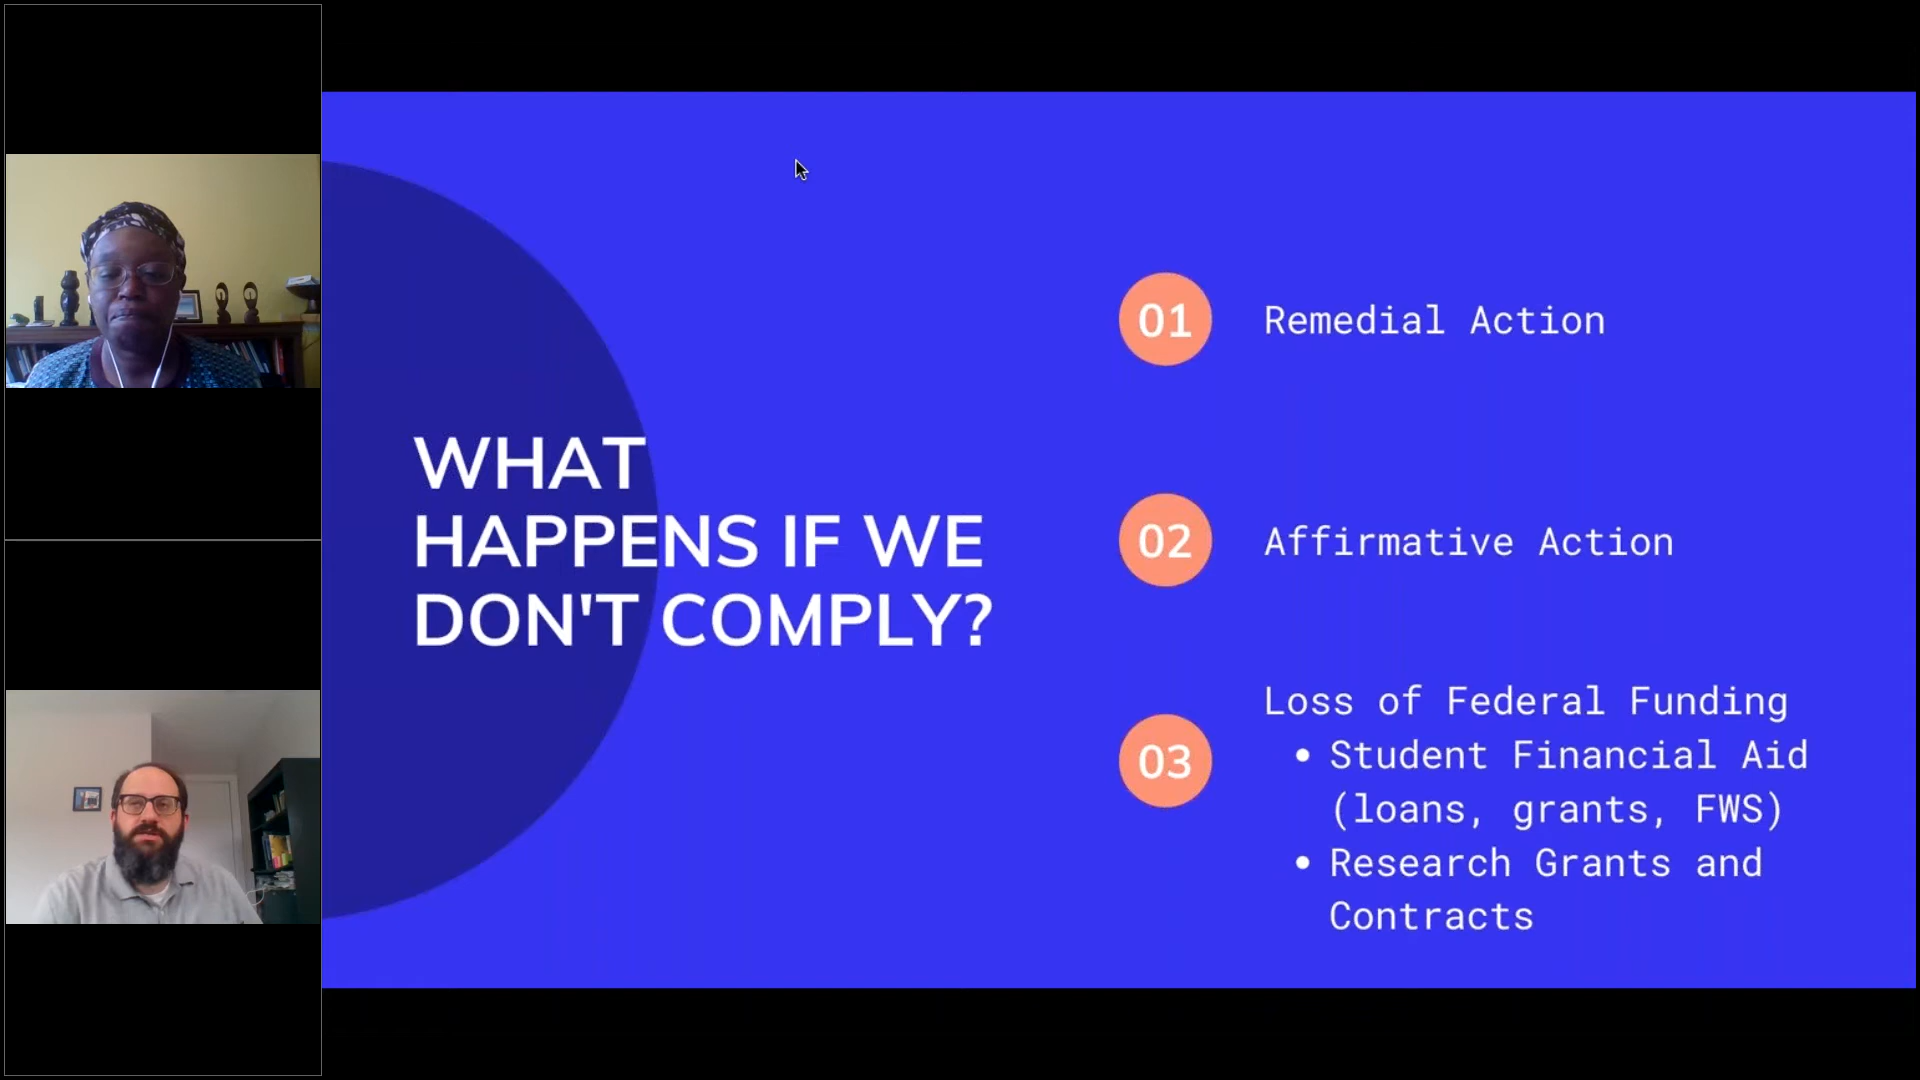 WHAT
HAPPENS IF WE
DON'T COMPLY?
01
Remedial Action
02
Affirmative Action
03
Loss of Federal Funding
• Student Financial Aid
(loans, grants, FWS)
• Research Grants and
Contracts